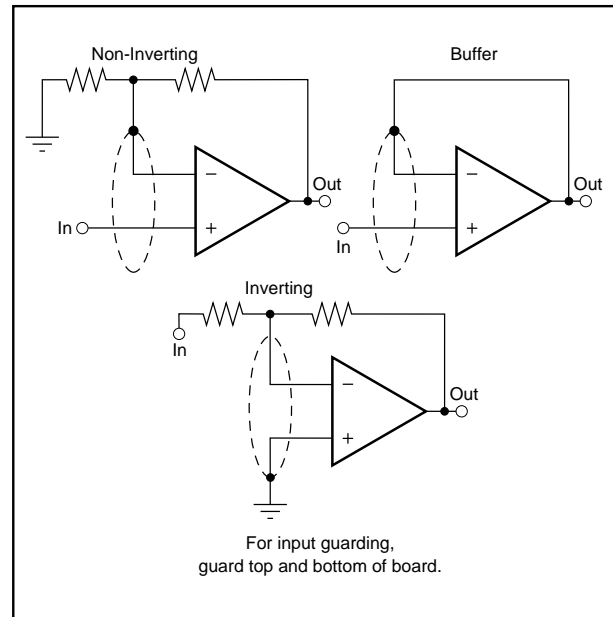 Non-Inverting
Buffer
−
+
In
Out
−
+
In
Out
Inverting
In
−
+
Out
For input guarding,
guard top and bottom of board.